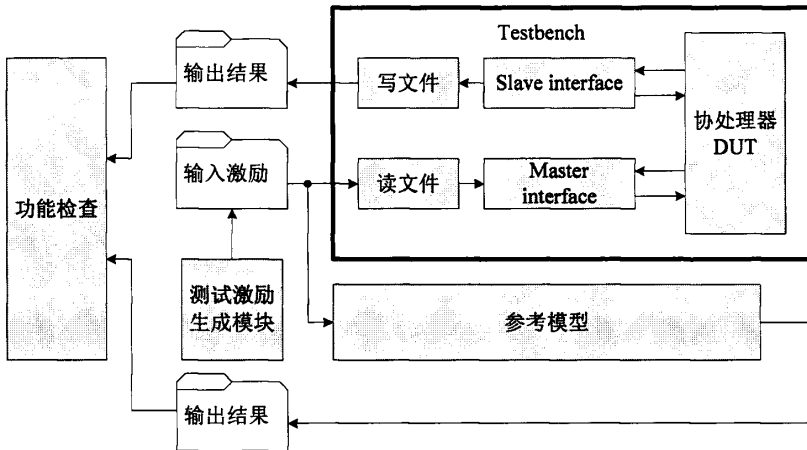 Testbench
输出结果
写文件
Slave interface
协处理器
DUT
输入激励
读文件
Master
interface
功能检查
测试激励
生成模块
参考模型
输出结果